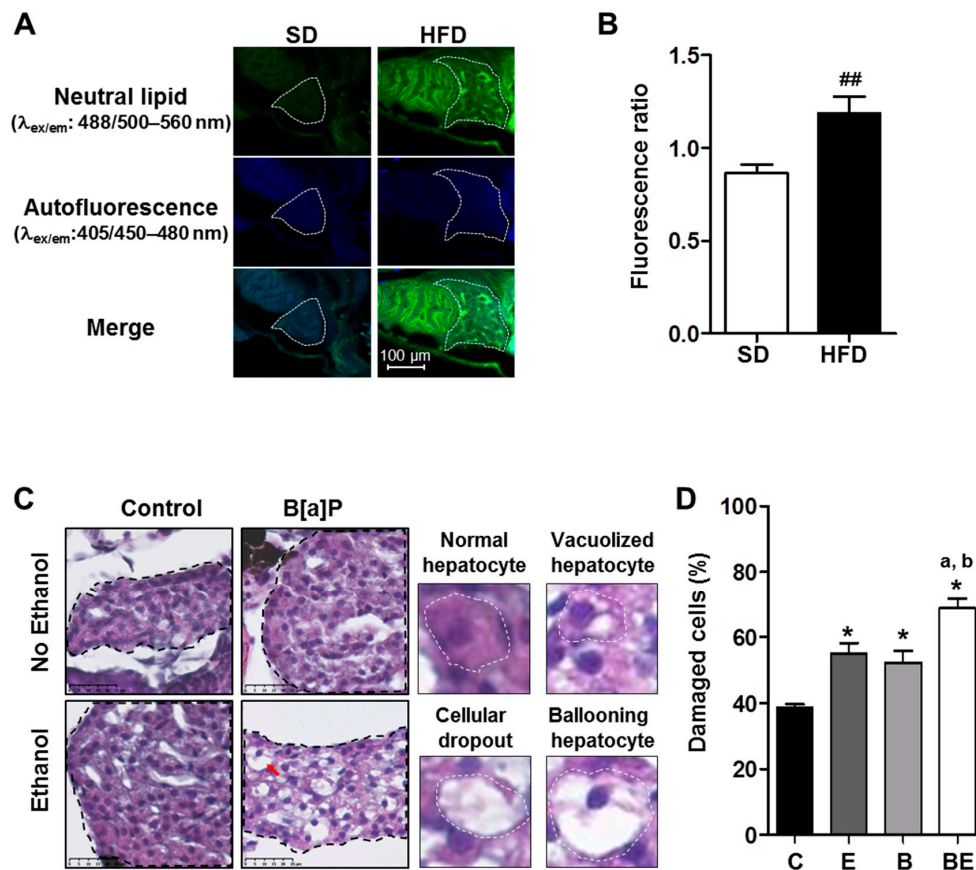 A
SD HFD
Neutral lipid
(λex/em: 488/500–560 nm)
Autofluorescence
(λex/em:405/450–480 nm)
Merge
100 µm
B
Fluorescence ratio
1.5
1.0
0.5
0.0
##
SD HFD
C
Control B[a]P
No Ethanol
Ethanol
Normal
hepatocyte
Vacuolized
hepatocyte
Cellular
dropout
Ballooning
hepatocyte
D
Damaged cells (%)
100
80
60
40
20
0
* * a, b
*
C E B BE